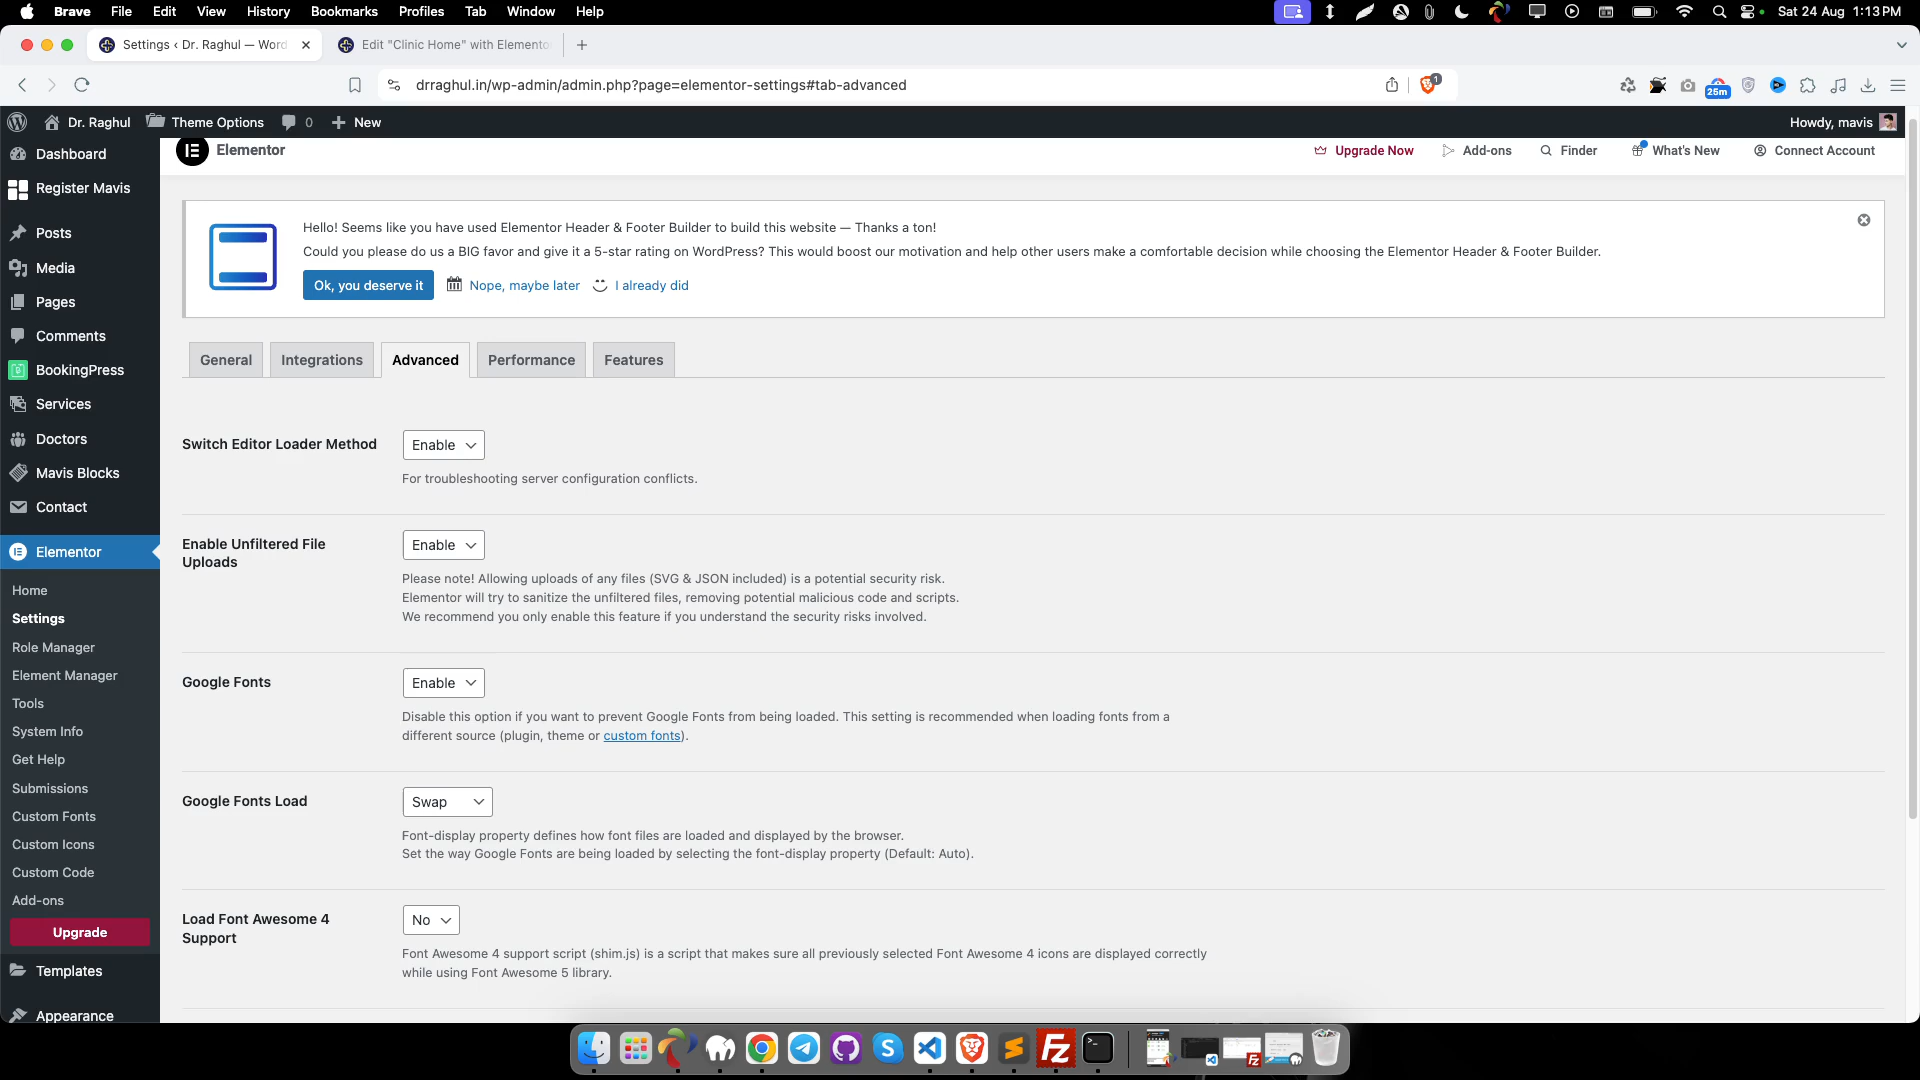 Brave File Edit View History Bookmarks Profiles Tab Window Help
Sat 24 Aug 1:13 PM
Settings ‹ Dr. Raghul — Word
Edit "Clinic Home" with Elemento
drraghul.in/wp-admin/admin.php?page=elementor-settings#tab-advanced
1
25m
Dr. Raghul Theme Options 0 New
Howdy, mavis
Dashboard
Register Mavis
Posts
Media
Pages
Comments
BookingPress
Services
Doctors
Mavis Blocks
Contact
Elementor
Home
Settings
Role Manager
Element Manager
Tools
System Info
Get Help
Submissions
Custom Fonts
Custom Icons
Custom Code
Add-ons
Upgrade
Templates
Appearance
Elementor
Upgrade Now Add-ons Finder What's New Connect Account
Hello! Seems like you have used Elementor Header & Footer Builder to build this website — Thanks a ton!
Could you please do us a BIG favor and give it a 5-star rating on WordPress? This would boost our motivation and help other users make a comfortable decision while choosing the Elementor Header & Footer Builder.
Ok, you deserve it Nope, maybe later I already did
General Integrations Advanced Performance Features
Switch Editor Loader Method
Enable
For troubleshooting server configuration conflicts.
Enable Unfiltered File
Uploads
Enable
Please note! Allowing uploads of any files (SVG & JSON included) is a potential security risk.
Elementor will try to sanitize the unfiltered files, removing potential malicious code and scripts.
We recommend you only enable this feature if you understand the security risks involved.
Google Fonts
Enable
Disable this option if you want to prevent Google Fonts from being loaded. This setting is recommended when loading fonts from a
different source (plugin, theme or custom fonts).
Google Fonts Load
Swap
Font-display property defines how font files are loaded and displayed by the browser.
Set the way Google Fonts are being loaded by selecting the font-display property (Default: Auto).
Load Font Awesome 4
Support
No
Font Awesome 4 support script (shim.js) is a script that makes sure all previously selected Font Awesome 4 icons are displayed correctly
while using Font Awesome 5 library.